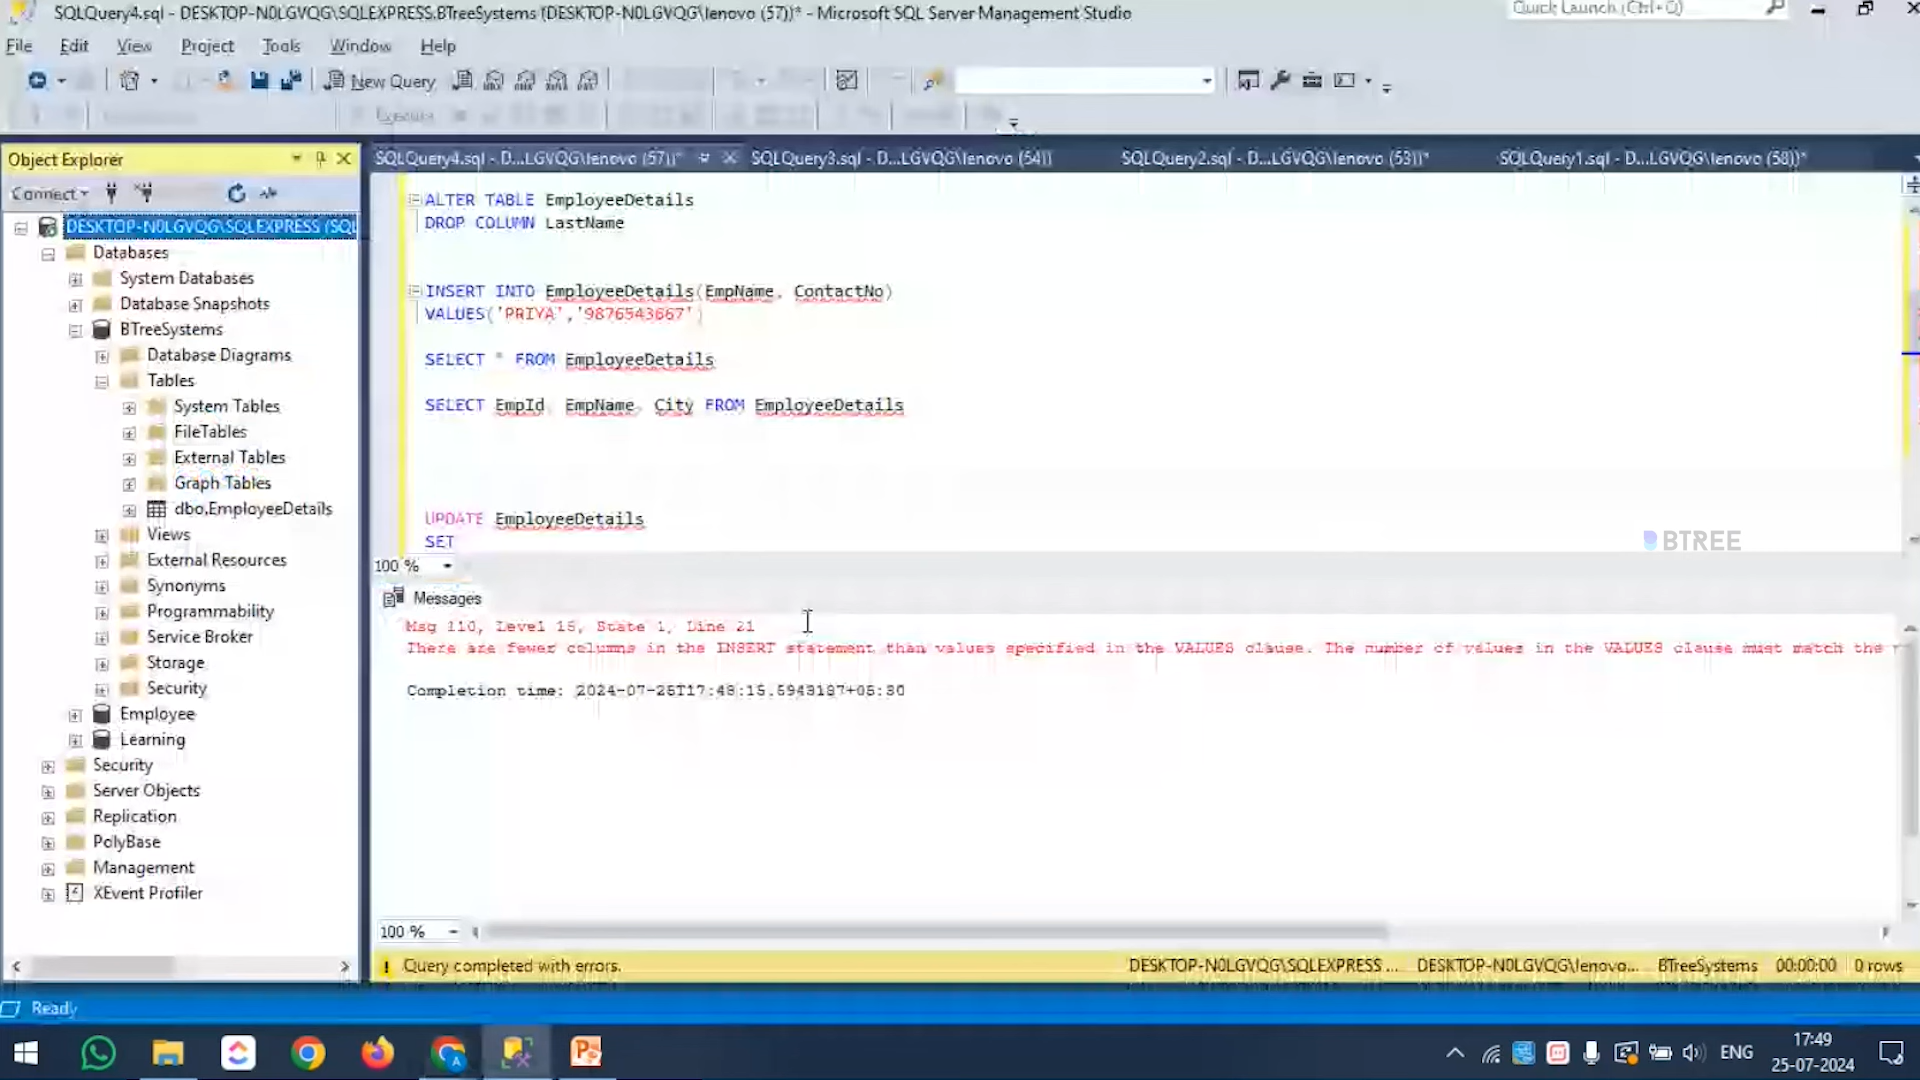 SQLQuery4.sql - DESKTOP-N0LGVQG\SQLEXPRESS.BTreeSystems (DESKTOP-N0LGVQG\lenovo (57))* - Microsoft SQL Server Management Studio
Quick Launch (Ctrl+Q)
File Edit View Project Tools Window Help
New Query
Execute
Object Explorer
SQLQuery4.sql - D...LGVQG\lenovo (57))*
SQLQuery3.sql - D...LGVQG\lenovo (54))
SQLQuery2.sql - D...LGVQG\lenovo (53))*
SQLQuery1.sql - D...LGVQG\lenovo (58))*
Connect
DESKTOP-N0LGVQG\SQLEXPRESS (SQL
Databases
System Databases
Database Snapshots
BTreeSystems
Database Diagrams
Tables
System Tables
FileTables
External Tables
Graph Tables
dbo.EmployeeDetails
Views
External Resources
Synonyms
Programmability
Service Broker
Storage
Security
Employee
Learning
Security
Server Objects
Replication
PolyBase
Management
XEvent Profiler
ALTER TABLE EmployeeDetails
DROP COLUMN LastName
INSERT INTO EmployeeDetails(EmpName, ContactNo)
VALUES('PRIYA','9876543667')
SELECT * FROM EmployeeDetails
SELECT EmpId, EmpName, City FROM EmployeeDetails
UPDATE EmployeeDetails
SET
BTREE
100 %
Messages
Msg 110, Level 15, State 1, Line 21
There are fewer columns in the INSERT statement than values specified in the VALUES clause. The number of values in the VALUES clause must match the
Completion time: 2024-07-25T17:48:15.5943187+05:30
100 %
Query completed with errors.
DESKTOP-N0LGVQG\SQLEXPRESS ...
DESKTOP-N0LGVQG\lenovo...
BTreeSystems
00:00:00
0 rows
Ready
ENG
17:49
25-07-2024